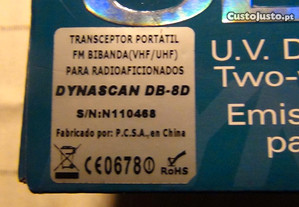 CustoJusto.pt
TRANSCEPTOR PORTÁTIL
FM BIBANDA(VHF/UHF)
PARA RADIOAFICIONADOS
DYNASCAN DB-8D
S/N:N110468
Fabricado por: P.C.S.A., en China
CE0678
RoHS
U.V. D
Two-
Emis
pa